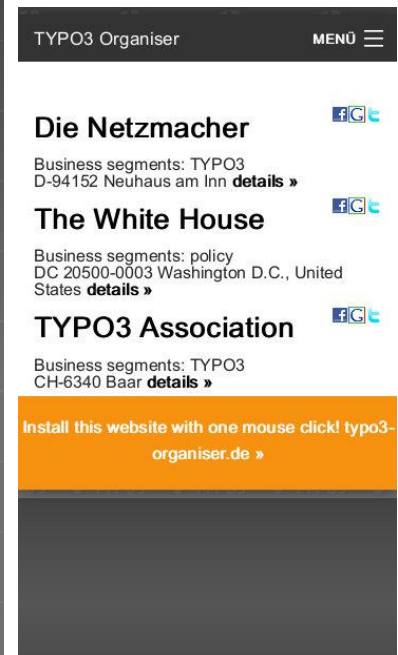 TYPO3 Organiser
MENÜ
Die Netzmacher
Business segments: TYPO3
D-94152 Neuhaus am Inn details »
The White House
Business segments: policy
DC 20500-0003 Washington D.C., United
States details »
TYPO3 Association
Business segments: TYPO3
CH-6340 Baar details »
Install this website with one mouse click! typo3-
organiser.de »